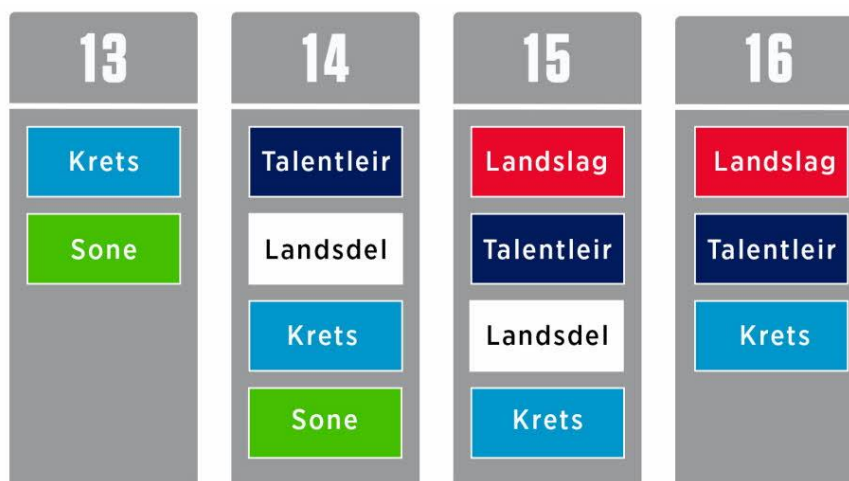 13
Krets
Sone
14
Talentleir
Landsdel
Krets
Sone
15
Landslag
Talentleir
Landsdel
Krets
16
Landslag
Talentleir
Krets